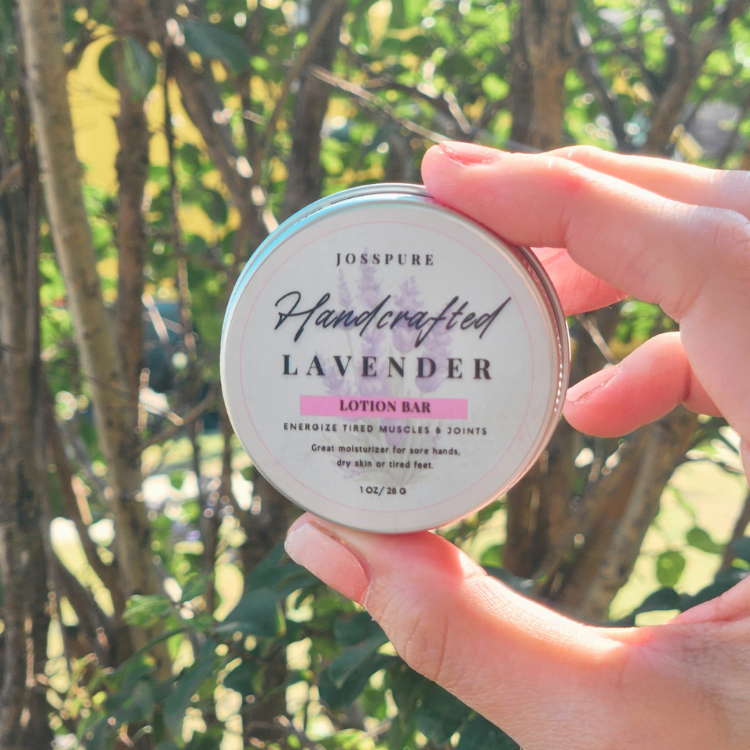 JOSSPURE
Handcrafted
LAVENDER
LOTION BAR
ENERGIZE TIRED MUSCLES & JOINTS
Great moisturizer for sore hands,
dry skin or tired feet.
1 OZ/ 28 G